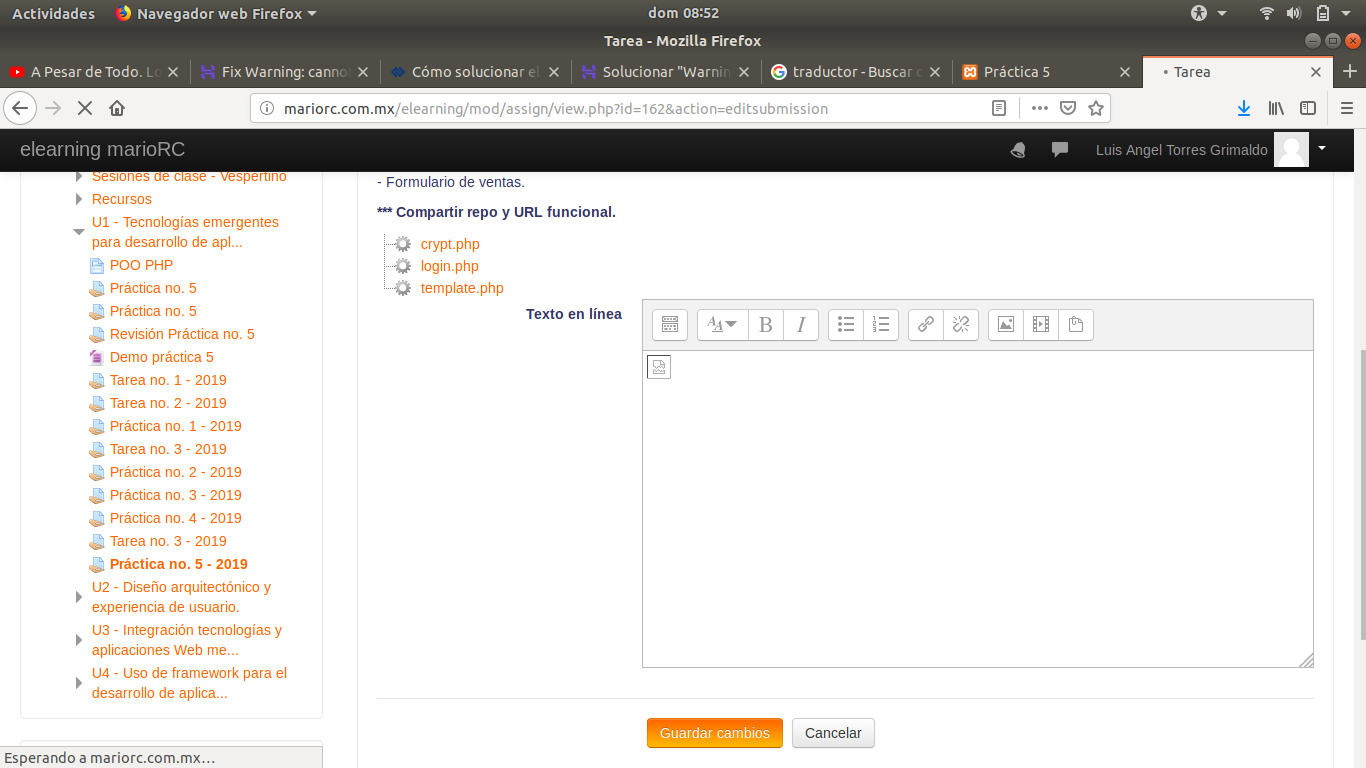 Actividades Navegador web Firefox dom 08:52
Tarea - Mozilla Firefox
A Pesar de Todo. Fix Warning: canno Cómo solucionar el Solucionar "Warnin traductor - Buscar Práctica 5 Tarea
mariorc.com.mx/elearning/mod/assign/view.php?id=162&action=editsubmission
elearning marioRC Luis Angel Torres Grimaldo
Sesiones de clase - Vespertino
Recursos
U1 - Tecnologías emergentes
para desarrollo de apl...
POO PHP
Práctica no. 5
Práctica no. 5
Revisión Práctica no. 5
Demo práctica 5
Tarea no. 1 - 2019
Tarea no. 2 - 2019
Práctica no. 1 - 2019
Tarea no. 3 - 2019
Práctica no. 2 - 2019
Práctica no. 3 - 2019
Práctica no. 4 - 2019
Tarea no. 3 - 2019
Práctica no. 5 - 2019
U2 - Diseño arquitectónico y
experiencia de usuario.
U3 - Integración tecnologías y
aplicaciones Web me...
U4 - Uso de framework para el
desarrollo de aplica...
- Formulario de ventas.
*** Compartir repo y URL funcional.
crypt.php
login.php
template.php
Texto en línea
Guardar cambios Cancelar
Esperando a mariorc.com.mx…